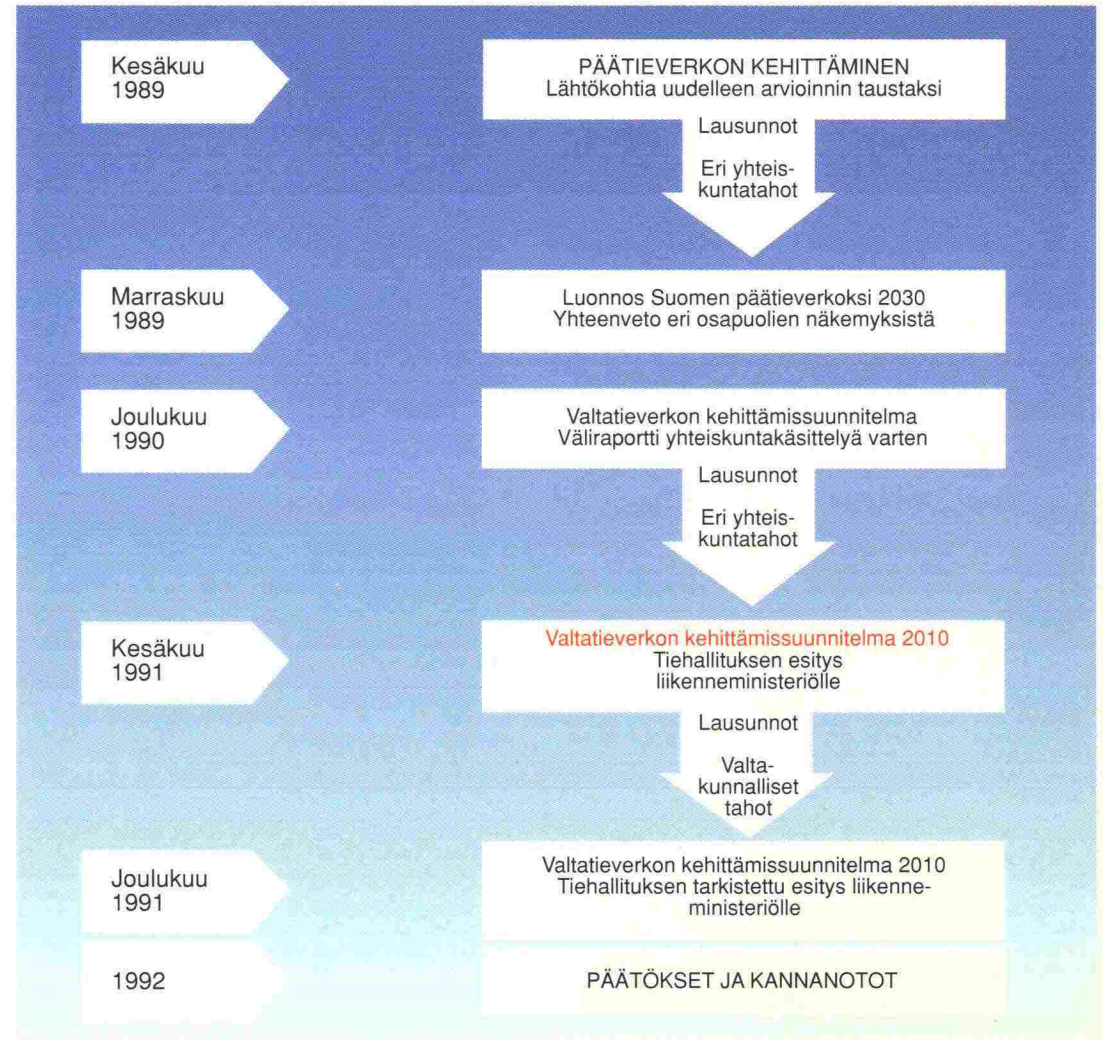 Kesäkuu
1989
PÄÄTIEVERKON KEHITTÄMINEN
Lähtökohtia uudelleen arvioinnin taustaksi
Lausunnot
Eri yhteis-
kuntatahot
Marraskuu
1989
Luonnos Suomen päätieverkoksi 2030
Yhteenveto eri osapuolien näkemyksistä
Joulukuu
1990
Valtatieverkon kehittämissuunnitelma
Väliraportti yhteiskuntakäsittelyä varten
Lausunnot
Eri yhteis-
kuntatahot
Kesäkuu
1991
Valtatieverkon kehittämissuunnitelma 2010
Tiehallituksen esitys
liikenneministeriölle
Lausunnot
Valta-
kunnalliset
tahot
Joulukuu
1991
Valtatieverkon kehittämissuunnitelma 2010
Tiehallituksen tarkistettu esitys liikenne-
ministeriölle
1992
PÄÄTÖKSET JA KANNANOTOT